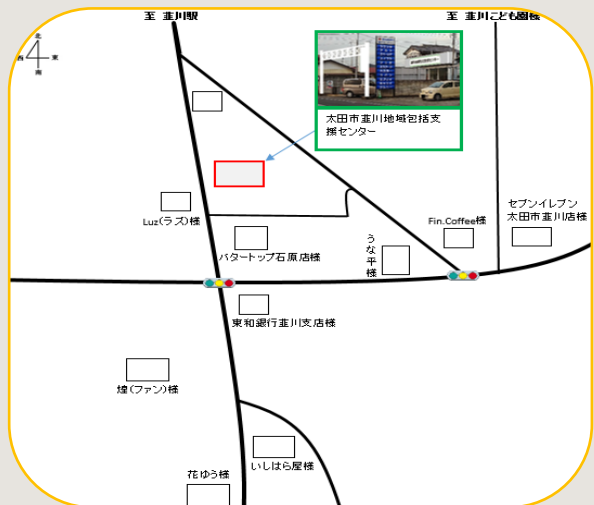 至 韮川駅
至 韮川こども園様
北
西
東
南
太田市韮川地域包括支
援センター
Luz(ラズ)様
バタートップ石原店様
うな平様
Fin.Coffee様
セブンイレブン
太田市韮川店様
東和銀行韮川支店様
煌(ファン)様
いしはら屋様
花ゆう様